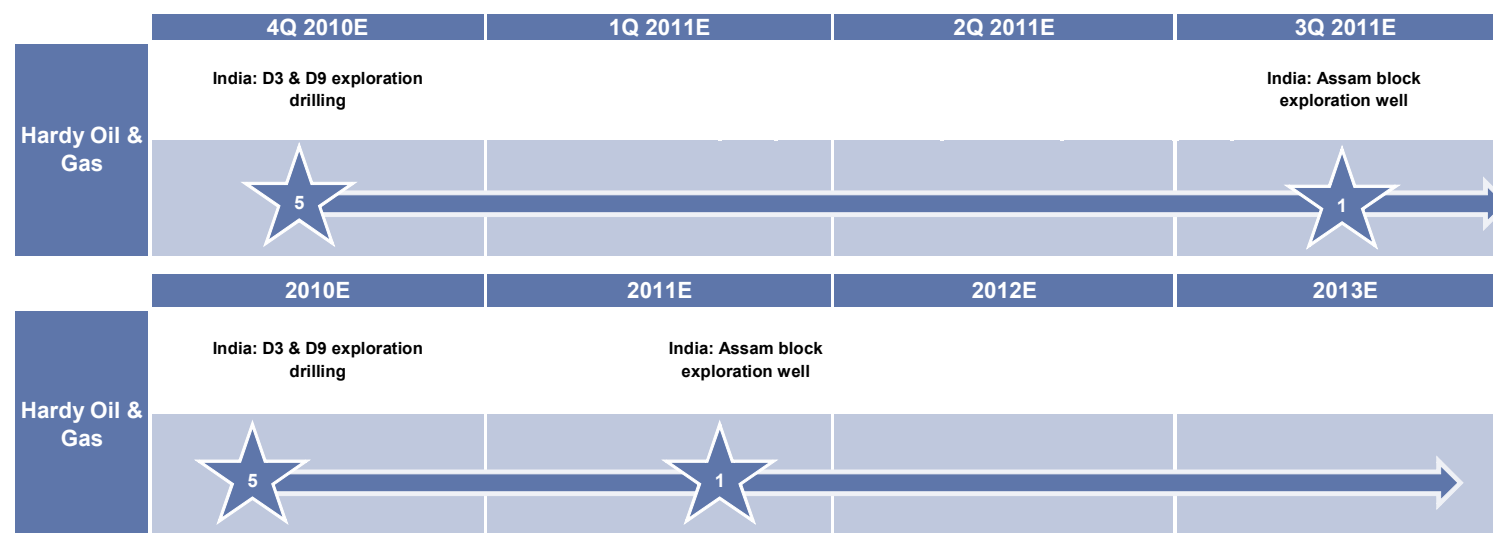 4Q 2010E 1Q 2011E 2Q 2011E 3Q 2011E
India: D3 & D9 exploration
drilling
India: Assam block
exploration well
Hardy Oil &
Gas
5
1
2010E 2011E 2012E 2013E
India: D3 & D9 exploration
drilling
India: Assam block
exploration well
Hardy Oil &
Gas
5
1